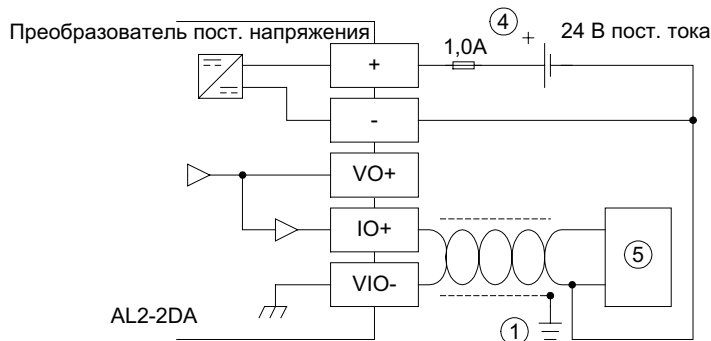 Преобразователь пост. напряжения
1,0A
④
+
24 В пост. тока
+
-
VO+
IO+
VIO-
⑤
AL2-2DA
①